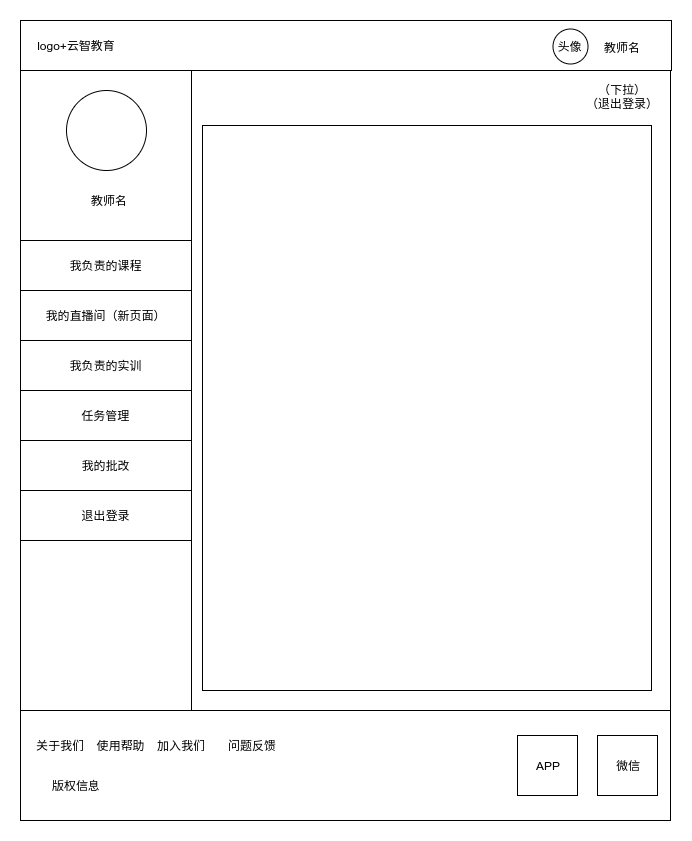 logo+云智教育
头像 教师名
（下拉）
（退出登录）
教师名
我负责的课程
我的直播间（新页面）
我负责的实训
任务管理
我的批改
退出登录
关于我们 使用帮助 加入我们 问题反馈
版权信息
APP 微信